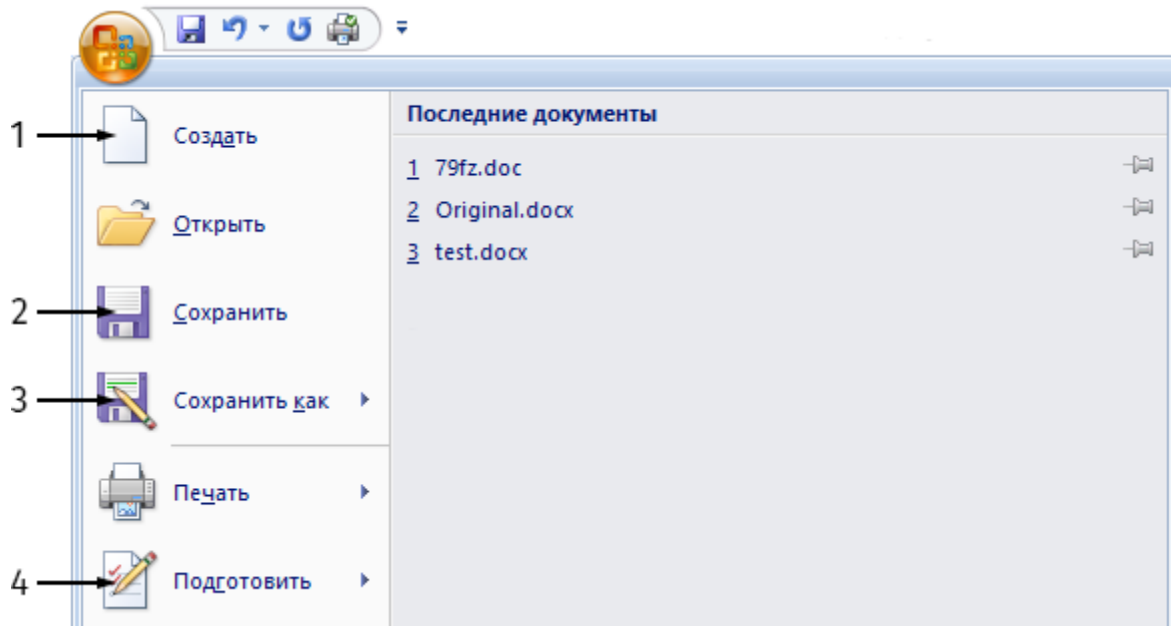 Последние документы
1 Создать
1 79fz.doc
Открыть
2 Original.docx
3 test.docx
2 Сохранить
3 Сохранить как
Печать
4 Подготовить